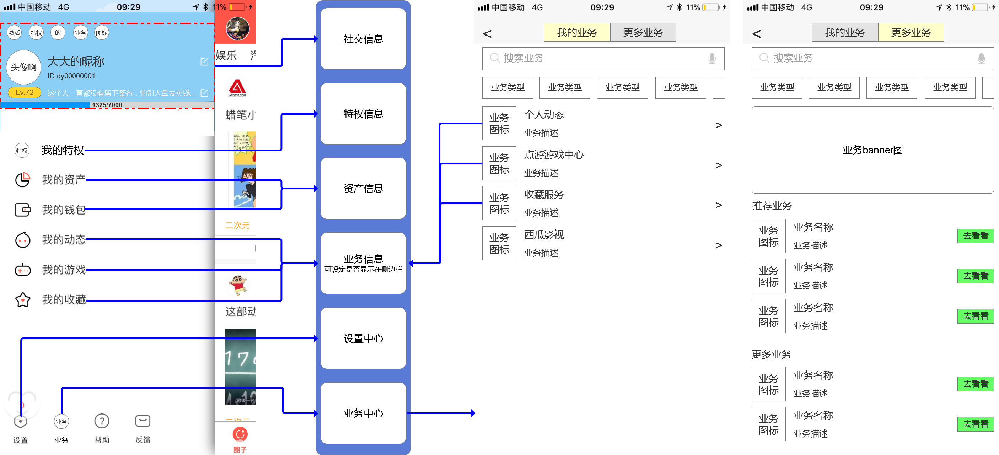 中国移动 4G 09:29 11%
激活 特权 的 业务 图标
头像啊
大大的昵称
ID:dy00000001
Lv.72
这个人一直都没有留下签名，怕别人拿去卖钱...
1325/7000
特权 我的特权
我的资产
我的钱包
我的动态
我的游戏
我的收藏
0
设置
业务
业务
帮助
反馈
娱乐
ACG170.COM
蜡笔小
二次元
这部动
176
(最後一名
二次元
圈子
社交信息
特权信息
资产信息
业务信息
可设定是否显示在侧边栏
设置中心
业务中心
中国移动 4G 09:29 11%
<
我的业务 更多业务
搜索业务
业务类型 业务类型 业务类型 业务类型
业务
图标
个人动态
业务描述
>
业务
图标
点游游戏中心
业务描述
>
业务
图标
收藏服务
业务描述
>
业务
图标
西瓜影视
业务描述
>
中国移动 4G 09:29 11%
<
我的业务 更多业务
搜索业务
业务类型 业务类型 业务类型 业务类型
业务banner图
推荐业务
业务
图标
业务名称
业务描述
去看看
业务
图标
业务名称
业务描述
去看看
业务
图标
业务名称
业务描述
去看看
更多业务
业务
图标
业务名称
业务描述
去看看
业务
图标
业务名称
业务描述
去看看